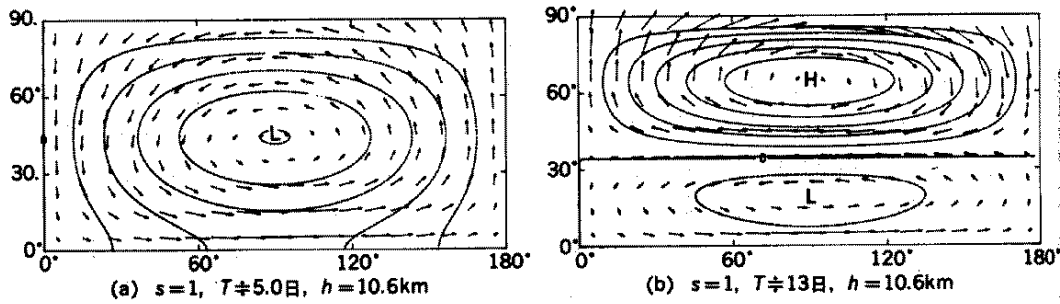 90.
60°
30.
0°
L
0° 60° 120° 180°
(a) s=1, T≒5.0日, h=10.6km
90°
60°
30°
0°
H
0
L
0° 60° 120° 180°
(b) s=1, T≒13日, h=10.6km